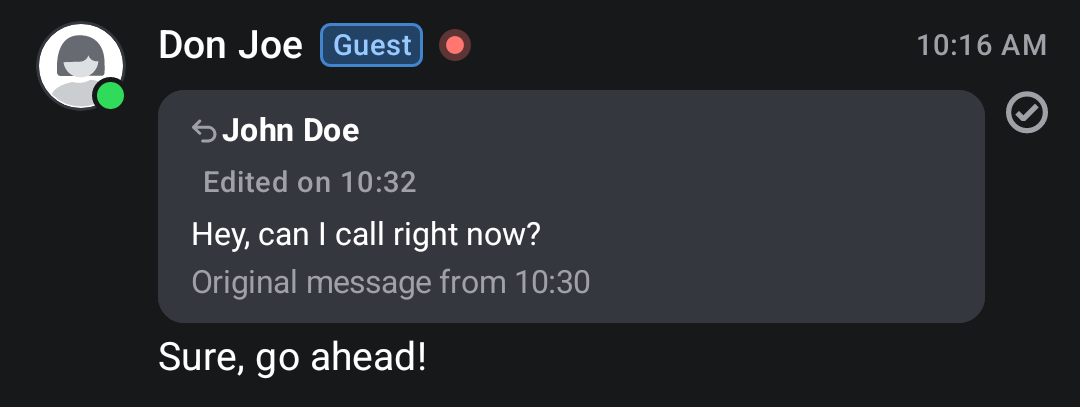 Don Joe Guest 10:16 AM
John Doe
Edited on 10:32
Hey, can I call right now?
Original message from 10:30
Sure, go ahead!